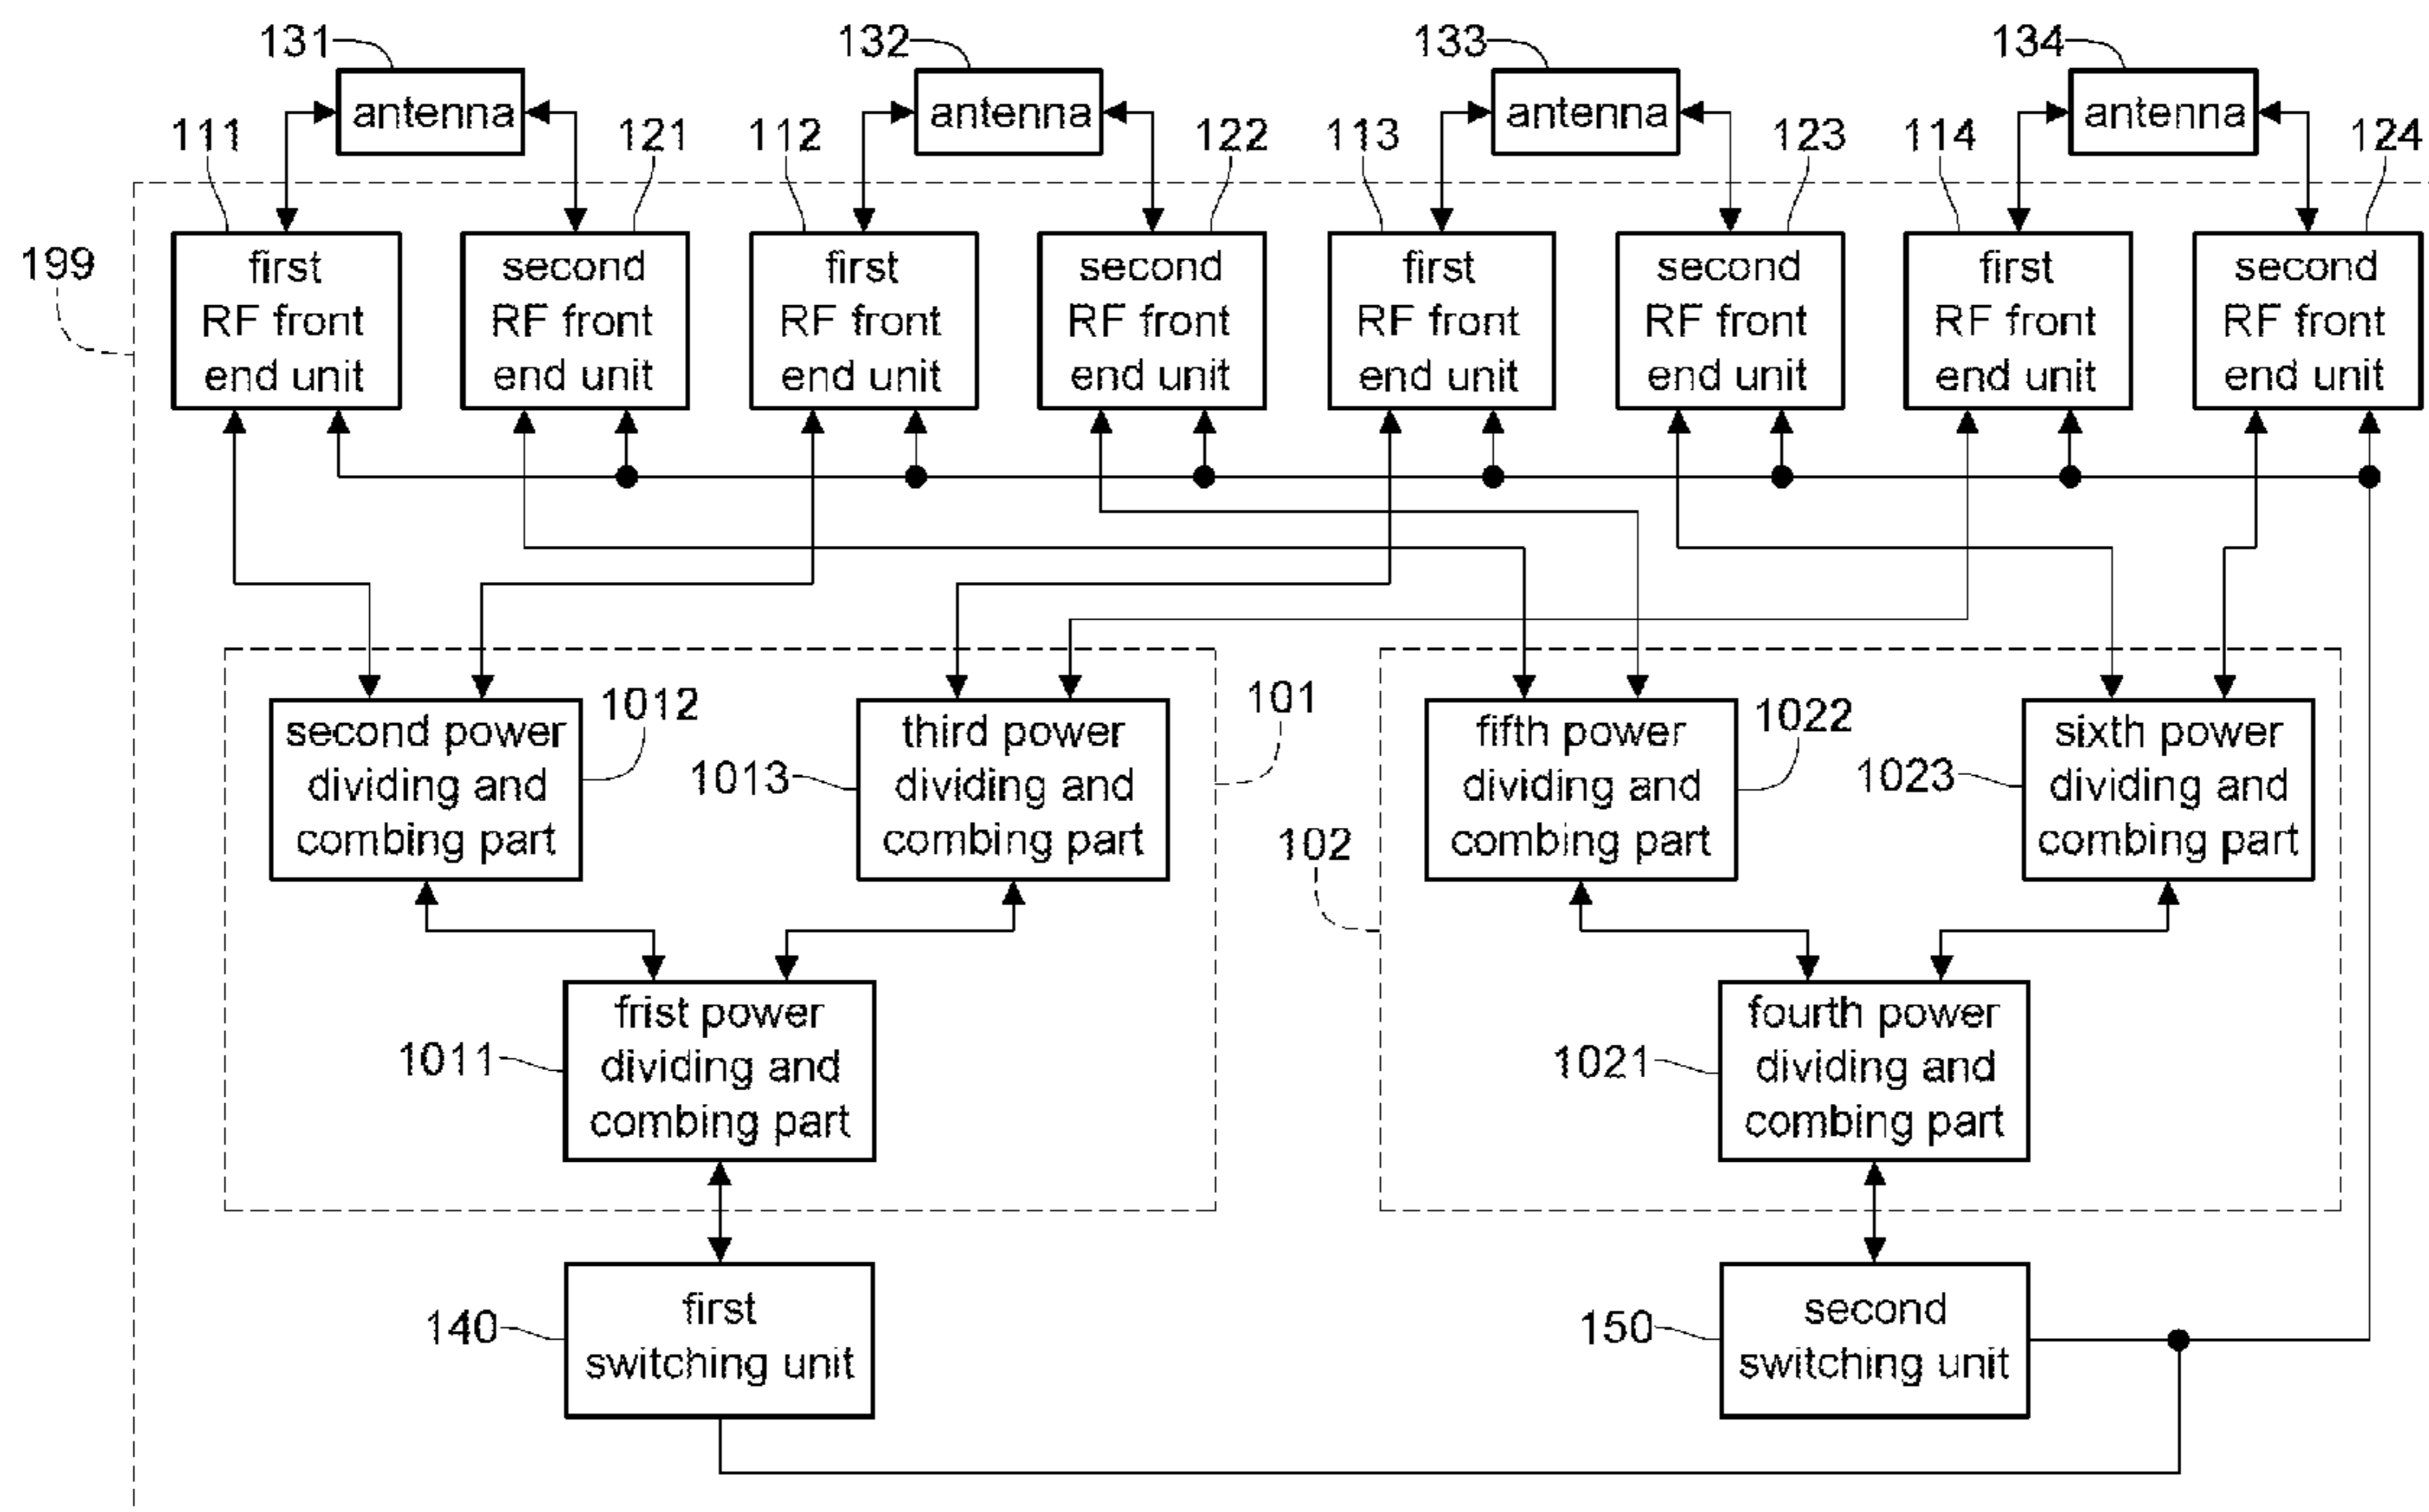 131
132
133
134
antenna
antenna
antenna
antenna
111
121
112
122
113
123
114
124
199
first
RF front
end unit
second
RF front
end unit
first
RF front
end unit
second
RF front
end unit
first
RF front
end unit
second
RF front
end unit
first
RF front
end unit
second
RF front
end unit
second power
dividing and
combing part
1012
1013
third power
dividing and
combing part
101
102
fifth power
dividing and
combing part
1022
1023
sixth power
dividing and
combing part
1011
frist power
dividing and
combing part
1021
fourth power
dividing and
combing part
140
first
switching unit
150
second
switching unit